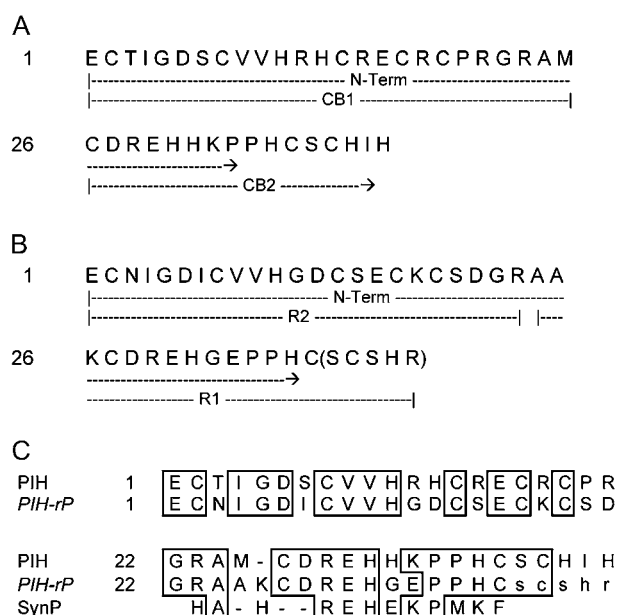 A
1 E C T I G D S C V V H R H C R E C R C P R G R A M
|---------------------------------------- N-Term ------------------------
|------------------------------------ CB1 ------------------------------------|
26 C D R E H H K P P H C S C H I H
---------------------→
|----------------------- CB2 ------------→
B
1 E C N I G D I C V V H G D C S E C K C S D G R A A
|------------------------------------- N-Term --------------------------
|------------------------------ R2 -----------------------------------| |----
26 K C D R E H G E P P H C (S C S H R)
--------------------------------→
----------------- R1 -----------------------------|
C
PIH 1 E C T I G D S C V V H R H C R E C R C P R
PIH-rP 1 E C N I G D I C V V H G D C S E C K C S D
PIH 22 G R A M - C D R E H H K P P H C S C H I H
PIH-rP 22 G R A A K C D R E H G E P P H C s c s h r
SynP H A - H - - R E H E K P M K F